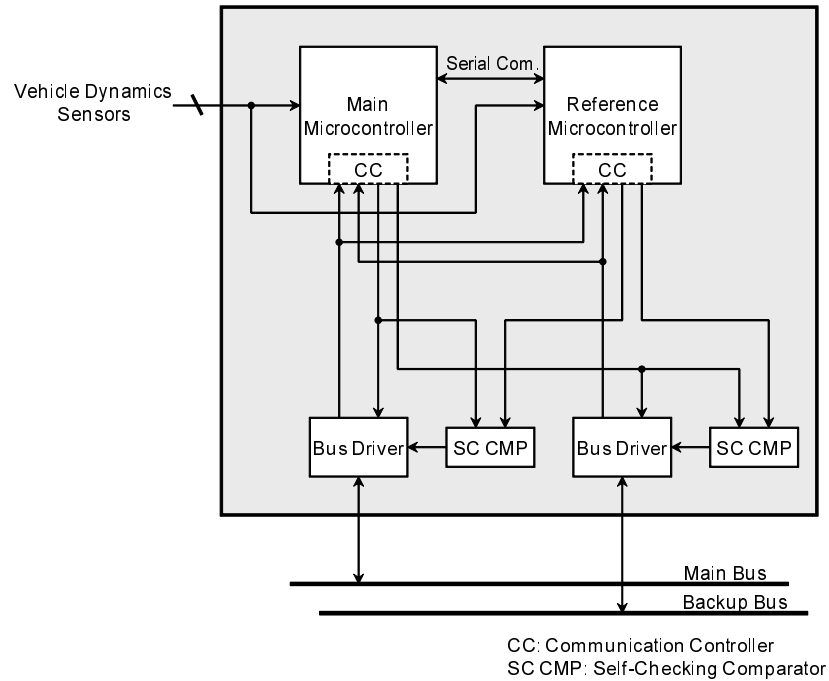 Serial Com.
Vehicle Dynamics
Sensors
Main
Microcontroller
Reference
Microcontroller
CC
CC
Bus Driver
SC CMP
Bus Driver
SC CMP
Main Bus
Backup Bus
CC: Communication Controller
SC CMP: Self-Checking Comparator